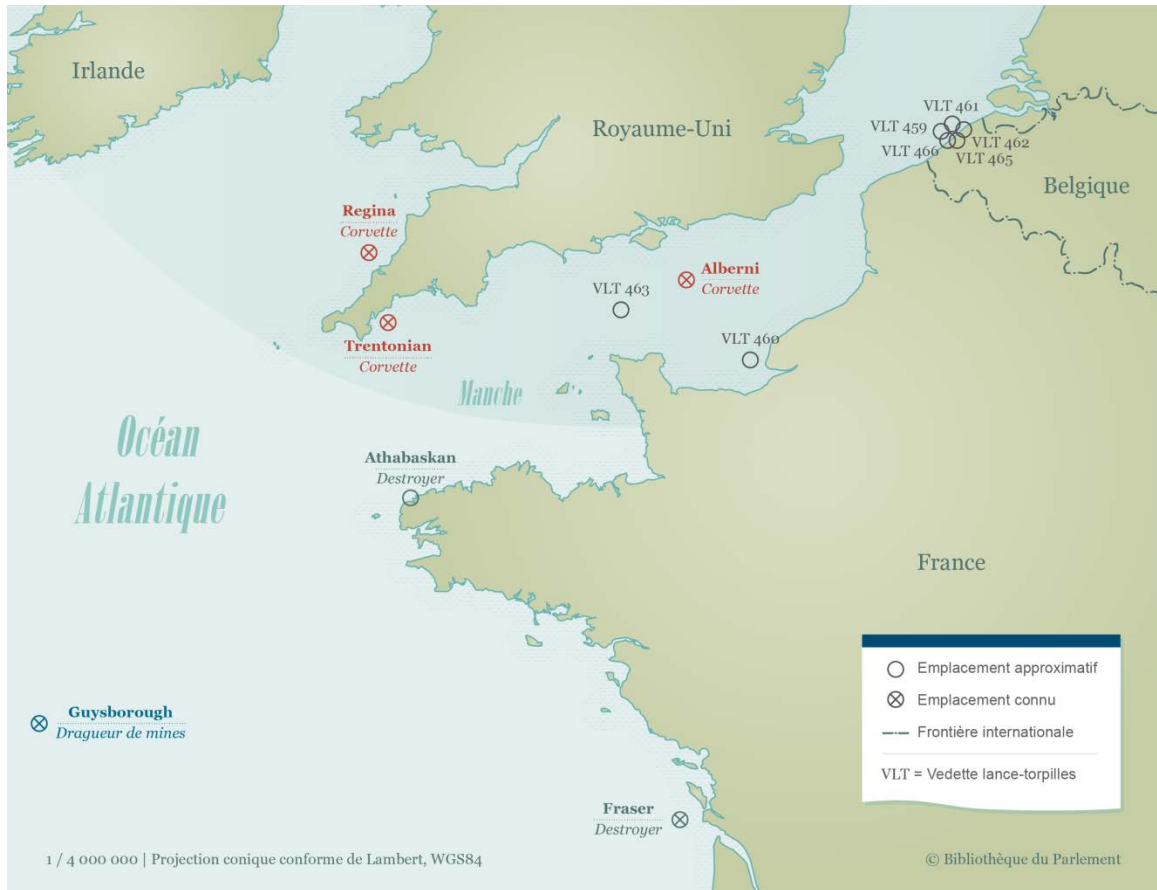 Irlande
Royaume-Uni
VLT 461
VLT 459
VLT 462
VLT 466
VLT 465
Belgique
Regina
Corvette
Alberni
Corvette
VLT 463
Trentonian
Corvette
VLT 460
Manche
Océan
Atlantique
Athabaskan
Destroyer
France
Guysborough
Dragueur de mines
Fraser
Destroyer
Emplacement approximatif
Emplacement connu
Frontière internationale
VLT = Vedette lance-torpilles
1 / 4 000 000 | Projection conique conforme de Lambert, WGS84
© Bibliothèque du Parlement